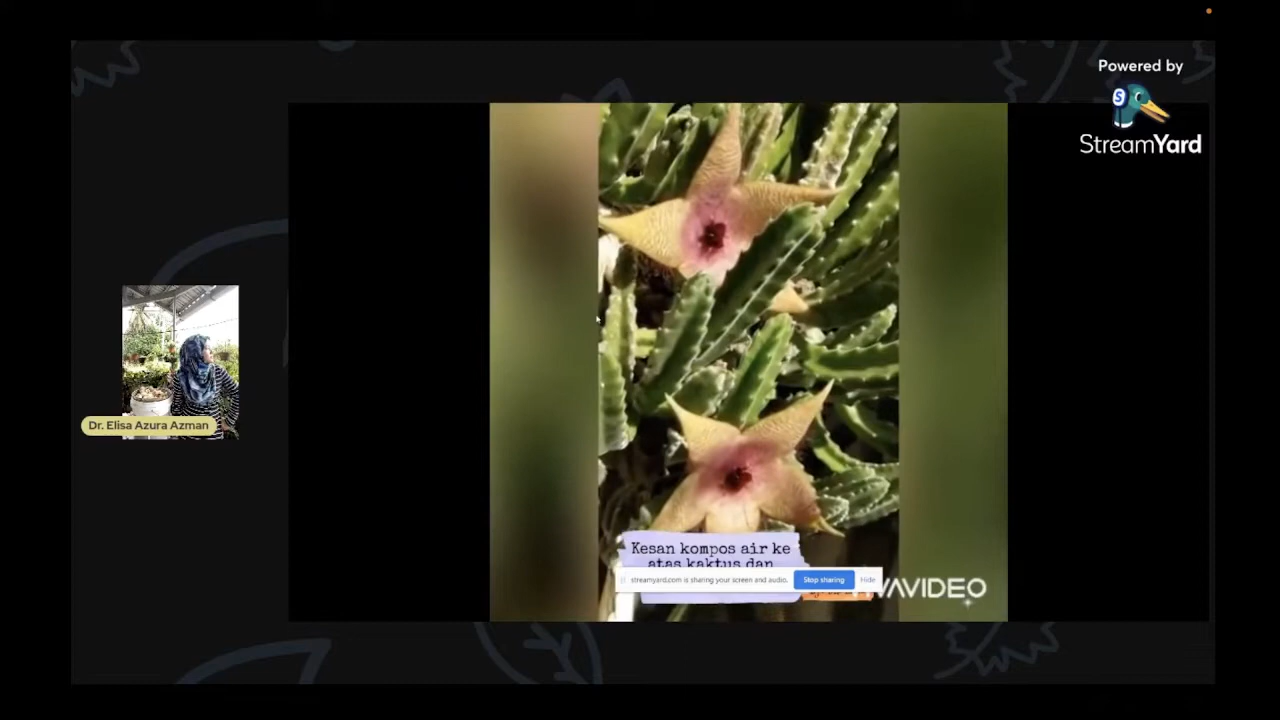 Powered by
S
StreamYard
Dr. Elisa Azura Azman
Kesan kompos air ke
atas kaktus dan
streamyard.com is sharing your screen and audio.
Stop sharing
Hide
VIVAVIDEO